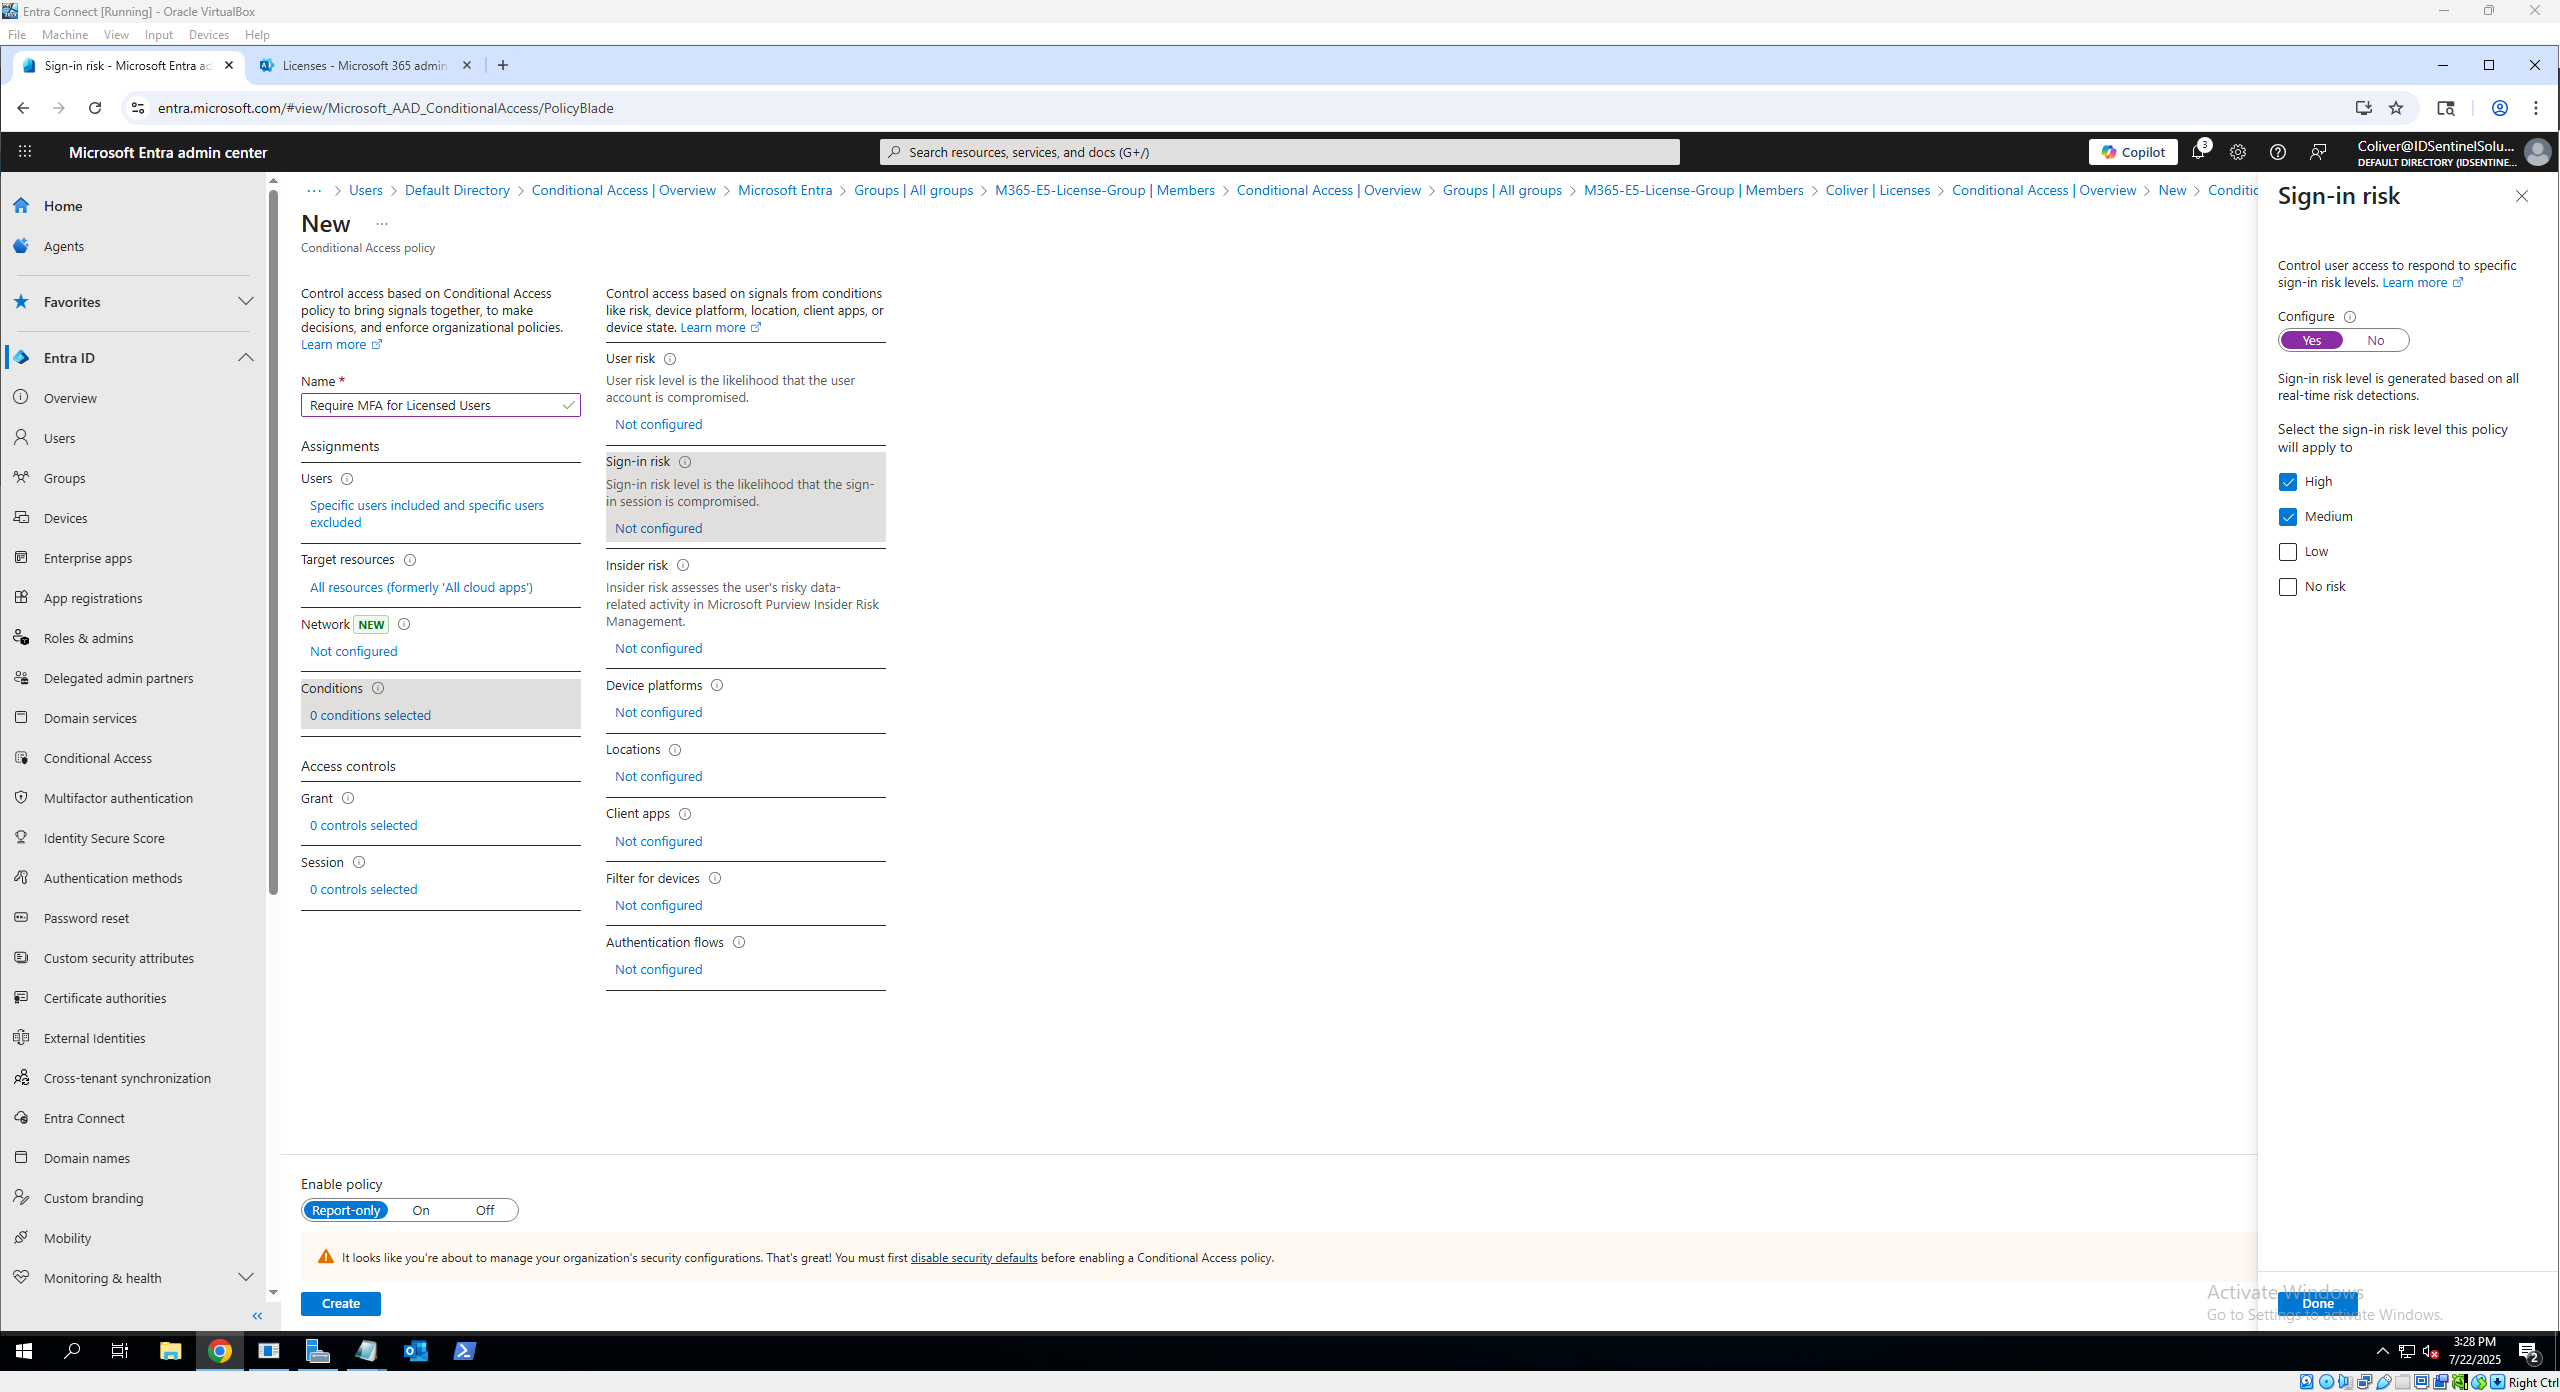 Entra Connect [Running] - Oracle VirtualBox
File Machine View Input Devices Help
Sign-in risk - Microsoft Entra ad
Licenses - Microsoft 365 admin
entra.microsoft.com/#view/Microsoft_AAD_ConditionalAccess/PolicyBlade
Microsoft Entra admin center
Search resources, services, and docs (G+/)
Copilot
3
Coliver@IDSentinelSolu...
DEFAULT DIRECTORY (IDSENTINE...
Home
Agents
Favorites
Entra ID
Overview
Users
Groups
Devices
Enterprise apps
App registrations
Roles & admins
Delegated admin partners
Domain services
Conditional Access
Multifactor authentication
Identity Secure Score
Authentication methods
Password reset
Custom security attributes
Certificate authorities
External Identities
Cross-tenant synchronization
Entra Connect
Domain names
Custom branding
Mobility
Monitoring & health
... > Users > Default Directory > Conditional Access | Overview > Microsoft Entra > Groups | All groups > M365-E5-License-Group | Members > Conditional Access | Overview > Groups | All groups > M365-E5-License-Group | Members > Coliver | Licenses > Conditional Access | Overview > New > Conditic
New ...
Conditional Access policy
Control access based on Conditional Access
policy to bring signals together, to make
decisions, and enforce organizational policies.
Learn more
Name *
Require MFA for Licensed Users
Assignments
Users
Specific users included and specific users
excluded
Target resources
All resources (formerly 'All cloud apps')
Network NEW
Not configured
Conditions
0 conditions selected
Access controls
Grant
0 controls selected
Session
0 controls selected
Control access based on signals from conditions
like risk, device platform, location, client apps, or
device state. Learn more
User risk
User risk level is the likelihood that the user
account is compromised.
Not configured
Sign-in risk
Sign-in risk level is the likelihood that the sign-
in session is compromised.
Not configured
Insider risk
Insider risk assesses the user's risky data-
related activity in Microsoft Purview Insider Risk
Management.
Not configured
Device platforms
Not configured
Locations
Not configured
Client apps
Not configured
Filter for devices
Not configured
Authentication flows
Not configured
Enable policy
Report-only On Off
It looks like you're about to manage your organization's security configurations. That's great! You must first disable security defaults before enabling a Conditional Access policy.
Create
Sign-in risk
Control user access to respond to specific
sign-in risk levels. Learn more
Configure
Yes No
Sign-in risk level is generated based on all
real-time risk detections.
Select the sign-in risk level this policy
will apply to
High
Medium
Low
No risk
Activate Windows
Go to Settings to activate Windows.
Done
3:28 PM
7/22/2025
2
Right Ctrl